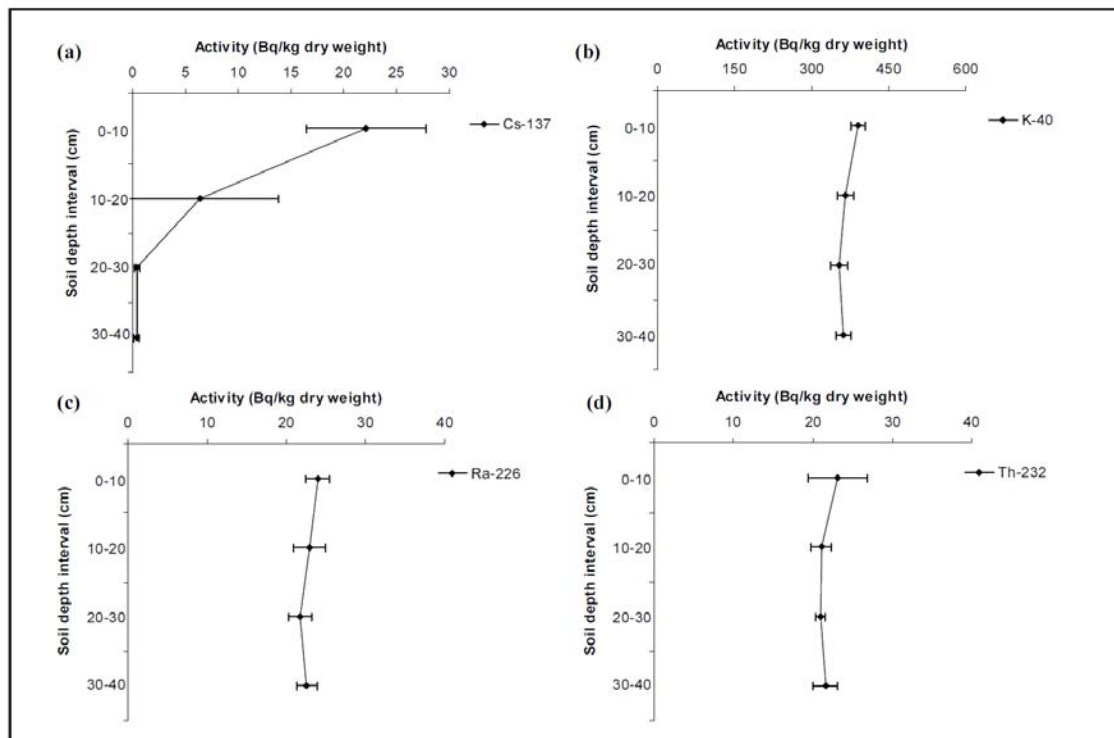 (a)
Activity (Bq/kg dry weight)
0 5 10 15 20 25 30
Soil depth interval (cm)
0-10
10-20
20-30
30-40
Cs-137
(b)
Activity (Bq/kg dry weight)
0 150 300 450 600
Soil depth interval (cm)
0-10
10-20
20-30
30-40
K-40
(c)
Activity (Bq/kg dry weight)
0 10 20 30 40
Soil depth interval (cm)
0-10
10-20
20-30
30-40
Ra-226
(d)
Activity (Bq/kg dry weight)
0 10 20 30 40
Soil depth interval (cm)
0-10
10-20
20-30
30-40
Th-232